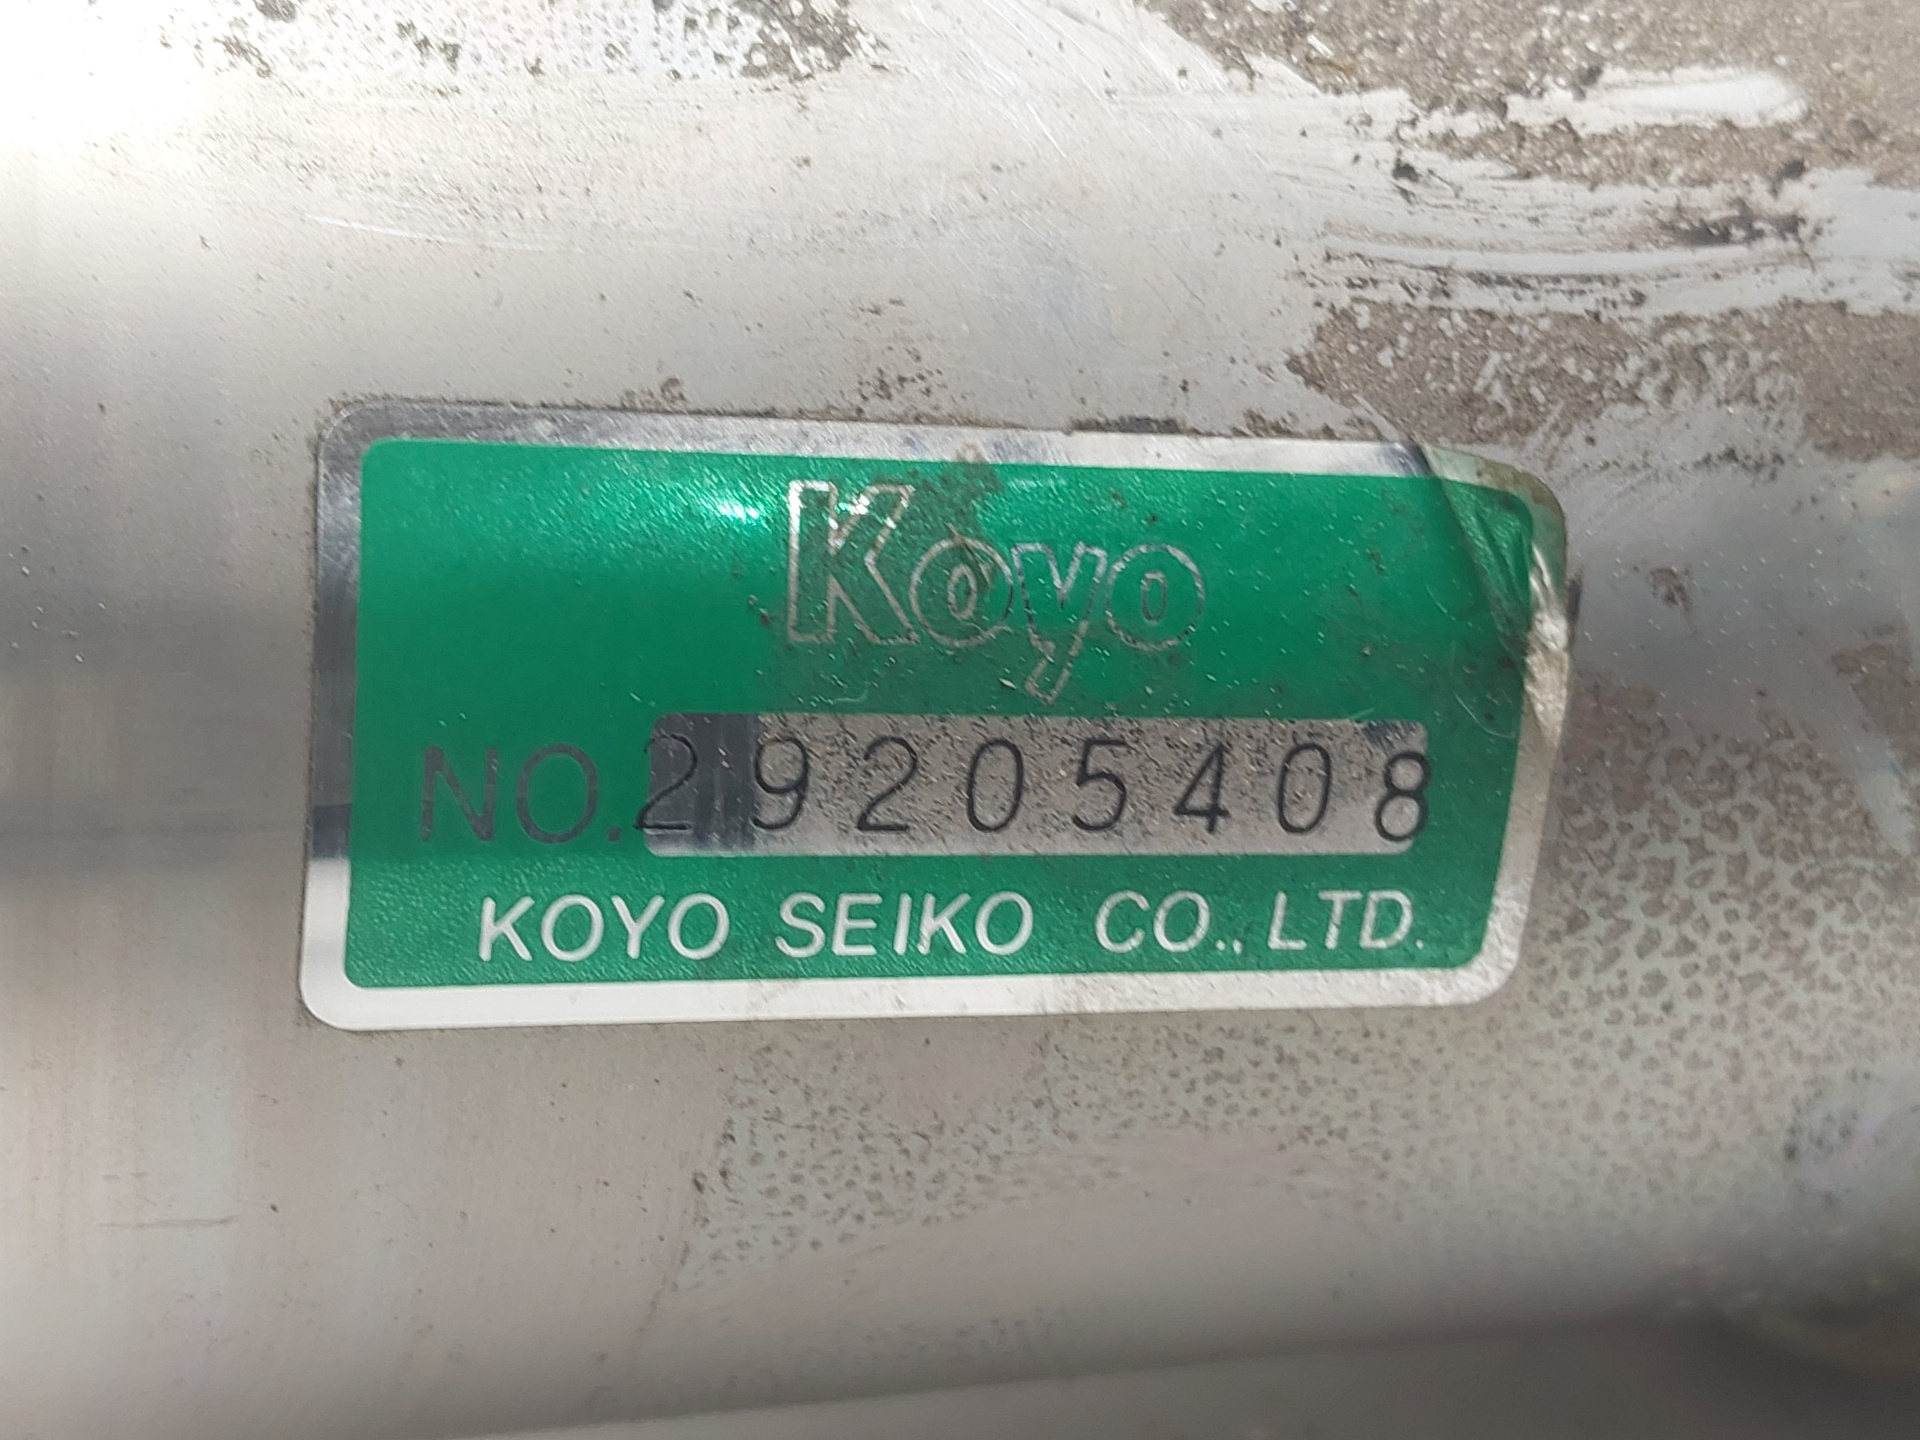 Koyo
NO.29205408
KOYO SEIKO CO., LTD.